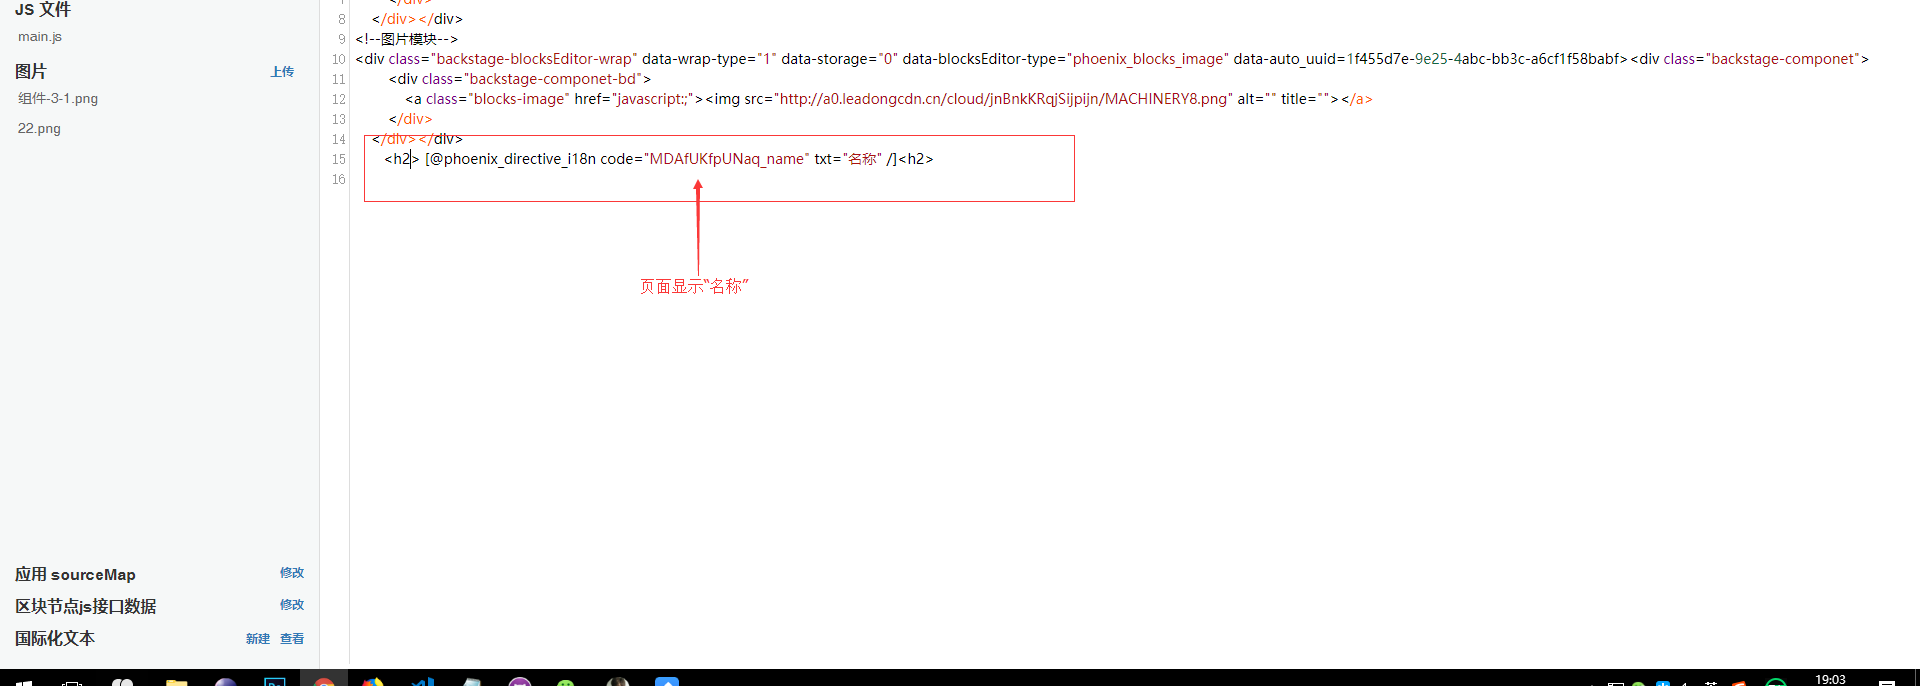 JS 文件
main.js
图片 上传
组件-3-1.png
22.png
应用 sourceMap 修改
区块节点js接口数据 修改
国际化文本 新建 查看
8 </div></div>
9 <!--图片模块-->
10 <div class="backstage-blocksEditor-wrap" data-wrap-type="1" data-storage="0" data-blocksEditor-type="phoenix_blocks_image" data-auto_uuid=1f455d7e-9e25-4abc-bb3c-a6cf1f58babf><div class="backstage-componet">
11 <div class="backstage-componet-bd">
12 <a class="blocks-image" href="javascript:;"><img src="http://a0.leadongcdn.cn/cloud/jnBnkKRqjSijpijn/MACHINERY8.png" alt="" title=""></a>
13 </div>
14 </div></div>
15 <h2> [@phoenix_directive_i18n code="MDAfUKfpUNaq_name" txt="名称" /]<h2>
16
页面显示“名称”
19:03